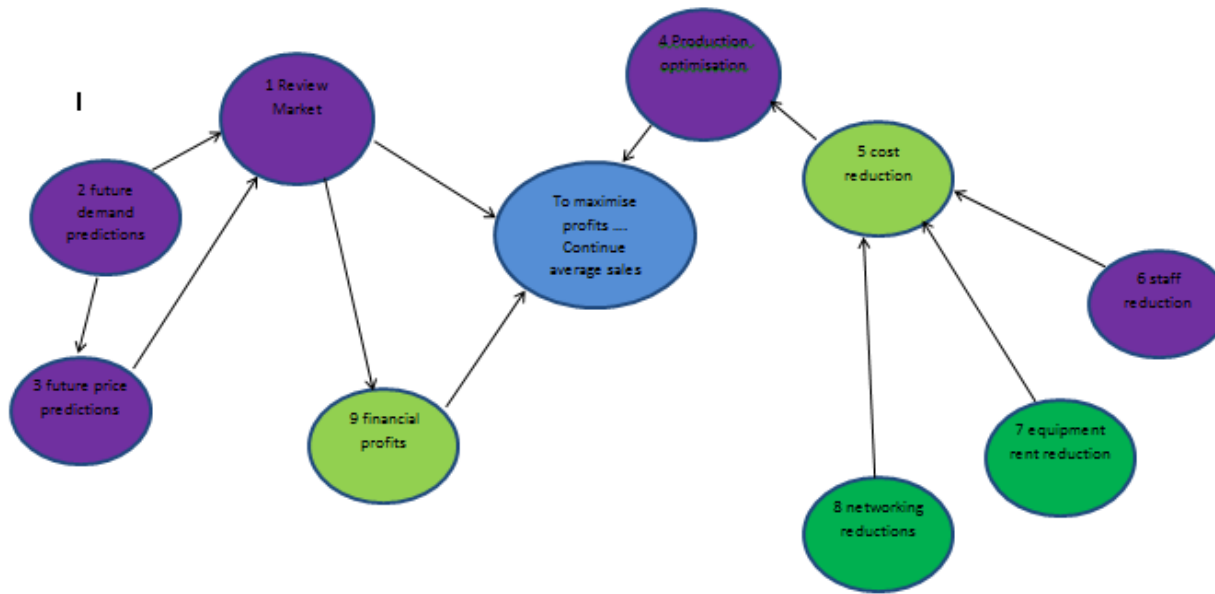 I
1 Review
Market
2 future
demand
predictions
3 future price
predictions
9 financial
profits
To maximise
profits ....
Continue
average sales
4 Production
optimisation
5 cost
reduction
6 staff
reduction
7 equipment
rent reduction
8 networking
reductions